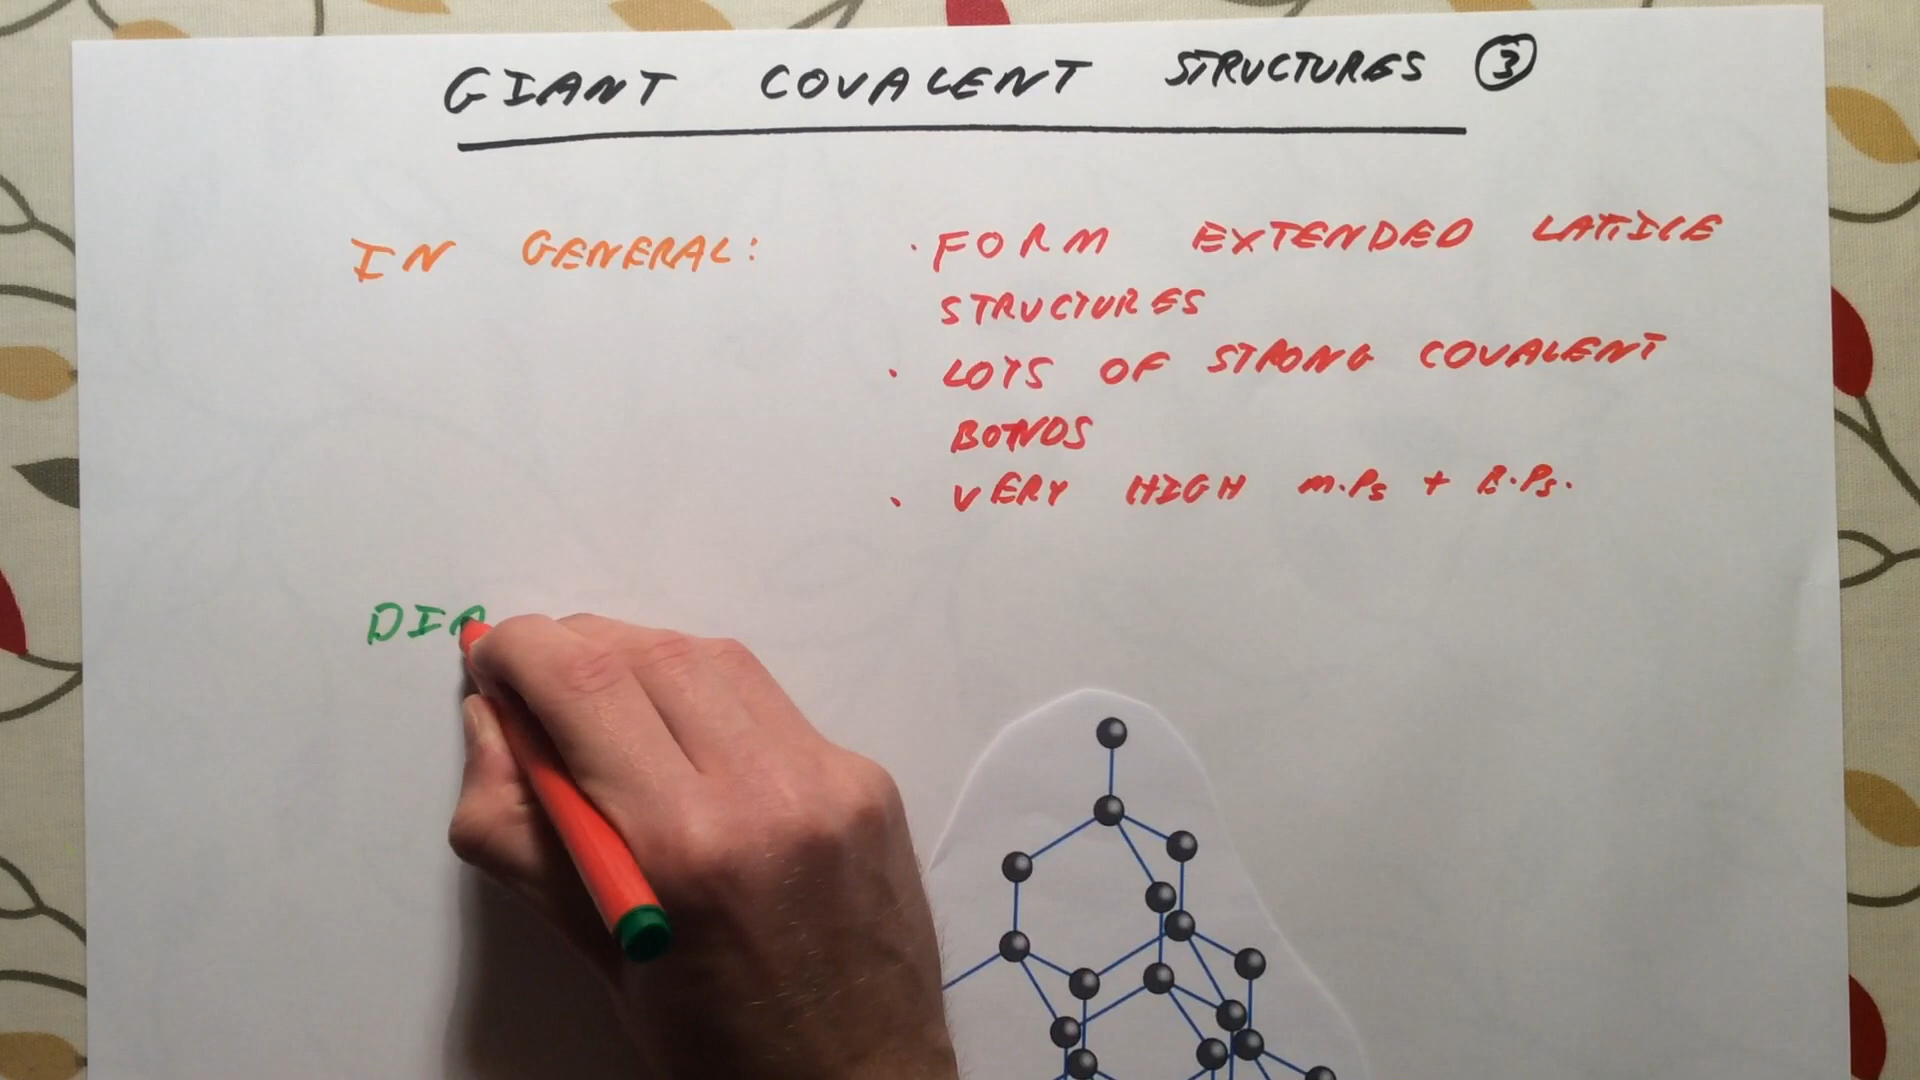 GIANT COVALENT STRUCTURES ③
IN GENERAL:
· FORM EXTENDED LATTICE
STRUCTURES
· LOTS OF STRONG COVALENT
BONDS
· VERY HIGH M.Ps + B.Ps.
DIA